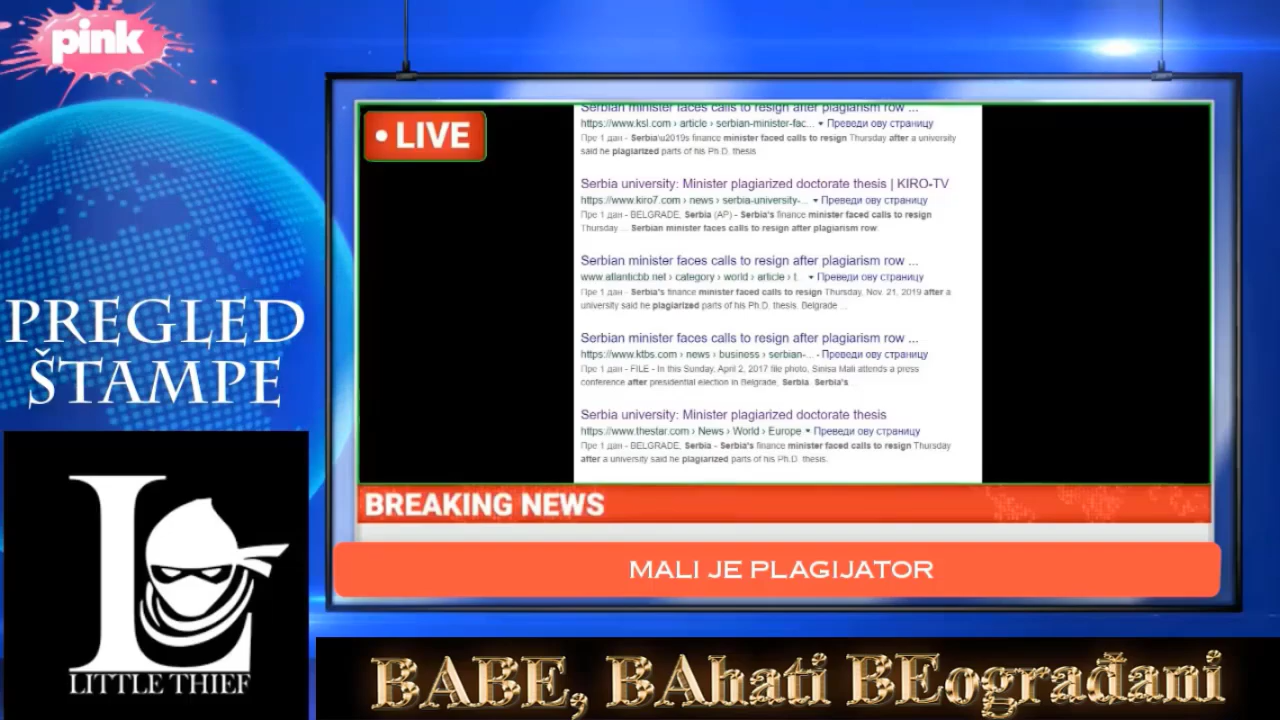 pink
PREGLED
ŠTAMPE
LITTLE THIEF
• LIVE
Serbian minister faces calls to resign after plagiarism row ...
https://www.ksl.com › article › serbian-minister-fac... ▾ Преведи ову страницу
Пре 1 дан - Serbia\u2019s finance minister faced calls to resign Thursday after a university
said he plagiarized parts of his Ph.D. thesis
Serbia university: Minister plagiarized doctorate thesis | KIRO-TV
https://www.kiro7.com › news › serbia-university-... ▾ Преведи ову страницу
Пре 1 дан - BELGRADE, Serbia (AP) - Serbia's finance minister faced calls to resign
Thursday ... Serbian minister faces calls to resign after plagiarism row.
Serbian minister faces calls to resign after plagiarism row ...
www.atlanticbb.net › category › world › article › t. ▾ Преведи ову страницу
Пре 1 дан - Serbia's finance minister faced calls to resign Thursday, Nov. 21, 2019 after a
university said he plagiarized parts of his Ph.D. thesis. Belgrade ...
Serbian minister faces calls to resign after plagiarism row ...
https://www.ktbs.com › news › business › serbian-... - Преведи ову страницу
Пре 1 дан - FILE - In this Sunday, April 2, 2017 file photo, Sinisa Mali attends a press
conference after presidential election in Belgrade, Serbia. Serbia's ...
Serbia university: Minister plagiarized doctorate thesis
https://www.thestar.com › News › World › Europe ▾ Преведи ову страницу
Пре 1 дан - BELGRADE, Serbia - Serbia's finance minister faced calls to resign Thursday
after a university said he plagiarized parts of his Ph.D. thesis.
BREAKING NEWS
MALI JE PLAGIJATOR
BABE, BAhati BEograđani